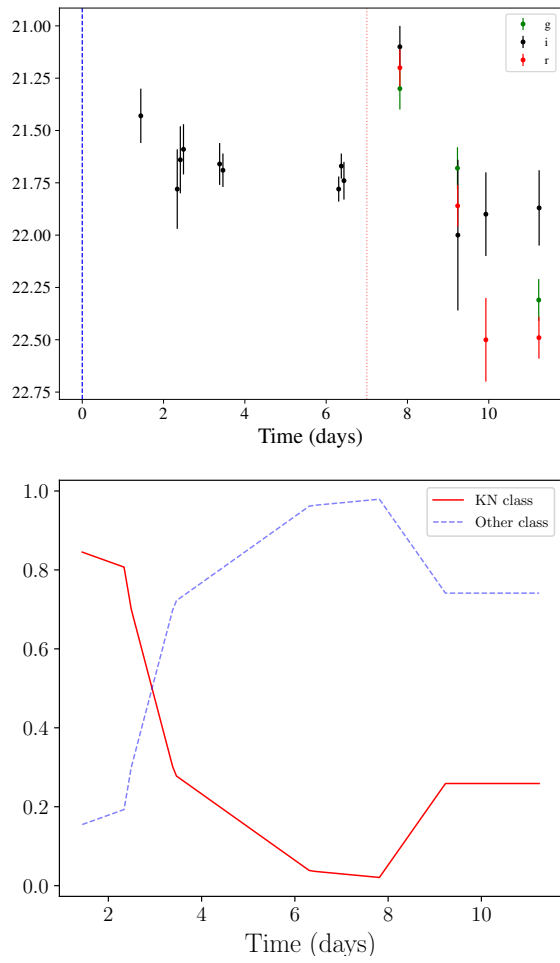 21.00
21.25
21.50
21.75
22.00
22.25
22.50
22.75
g
i
r
0 2 4 6 8 10
Time (days)
1.0
0.8
0.6
0.4
0.2
0.0
KN class
Other class
2 4 6 8 10
Time (days)